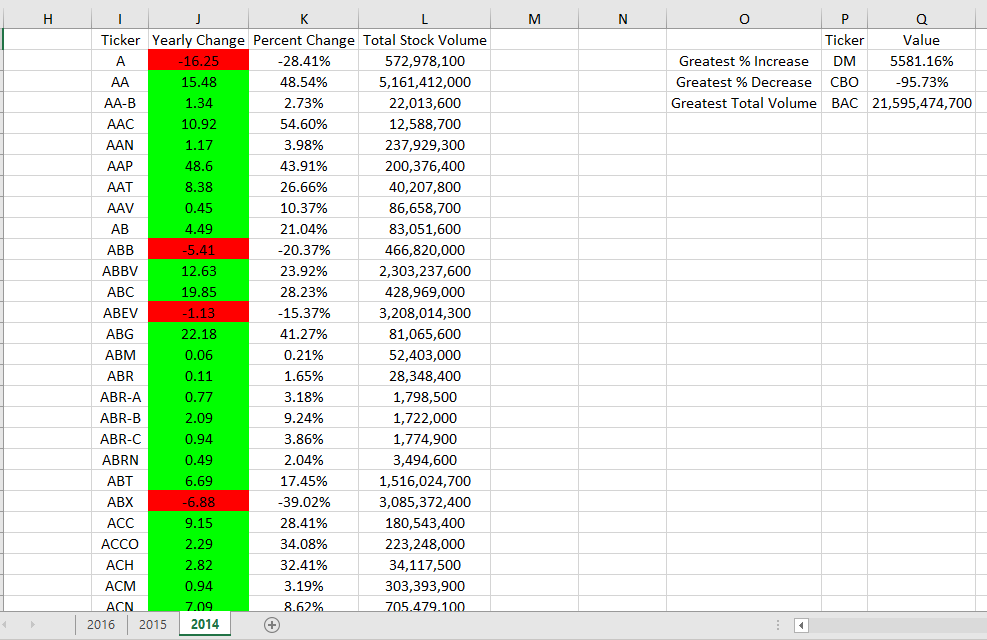 H I J K L M N O P Q
Ticker Yearly Change Percent Change Total Stock Volume Ticker Value
A -16.25 -28.41% 572,978,100 Greatest % Increase DM 5581.16%
AA 15.48 48.54% 5,161,412,000 Greatest % Decrease CBO -95.73%
AA-B 1.34 2.73% 22,013,600 Greatest Total Volume BAC 21,595,474,700
AAC 10.92 54.60% 12,588,700
AAN 1.17 3.98% 237,929,300
AAP 48.6 43.91% 200,376,400
AAT 8.38 26.66% 40,207,800
AAV 0.45 10.37% 86,658,700
AB 4.49 21.04% 83,051,600
ABB -5.41 -20.37% 466,820,000
ABBV 12.63 23.92% 2,303,237,600
ABC 19.85 28.23% 428,969,000
ABEV -1.13 -15.37% 3,208,014,300
ABG 22.18 41.27% 81,065,600
ABM 0.06 0.21% 52,403,000
ABR 0.11 1.65% 28,348,400
ABR-A 0.77 3.18% 1,798,500
ABR-B 2.09 9.24% 1,722,000
ABR-C 0.94 3.86% 1,774,900
ABRN 0.49 2.04% 3,494,600
ABT 6.69 17.45% 1,516,024,700
ABX -6.88 -39.02% 3,085,372,400
ACC 9.15 28.41% 180,543,400
ACCO 2.29 34.08% 223,248,000
ACH 2.82 32.41% 34,117,500
ACM 0.94 3.19% 303,393,900
ACN 7.09 8.62% 705,479,100
2016 2015 2014